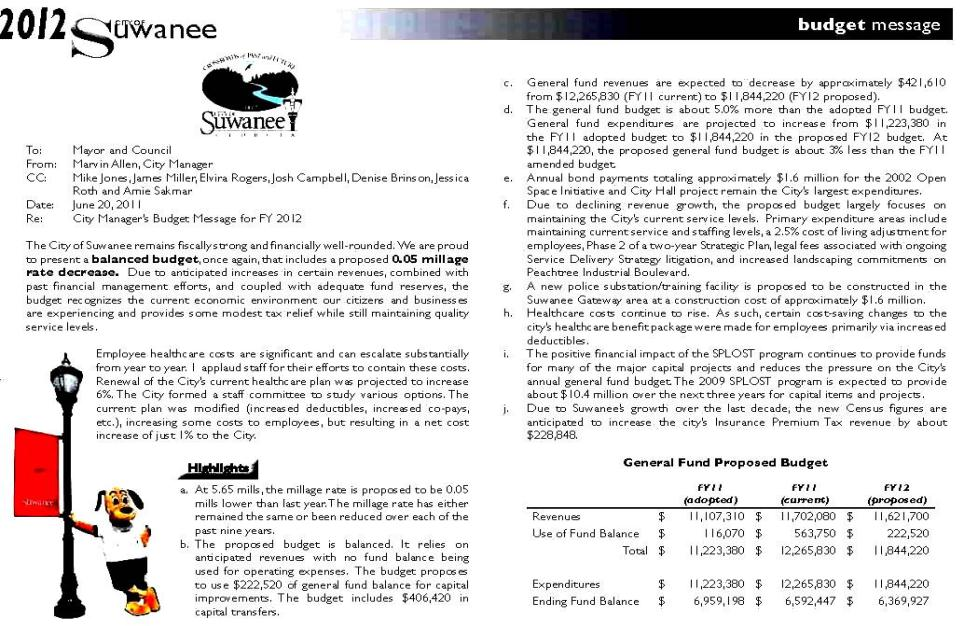 2012 CITY OF Suwanee
budget message
CROSSROADS of PAST and FUTURE
1837
CITY OF
Suwanee
GEORGIA
To: Mayor and Council
From: Marvin Allen, City Manager
CC: Mike Jones, James Miller, Elvira Rogers, Josh Campbell, Denise Brinson, Jessica
Roth and Amie Sakmar
Date: June 20, 2011
Re: City Manager's Budget Message for FY 2012
The City of Suwanee remains fiscally strong and financially well-rounded. We are proud
to present a balanced budget, once again, that includes a proposed 0.05 millage
rate decrease. Due to anticipated increases in certain revenues, combined with
past financial management efforts, and coupled with adequate fund reserves, the
budget recognizes the current economic environment our citizens and businesses
are experiencing and provides some modest tax relief while still maintaining quality
service levels.
Employee healthcare costs are significant and can escalate substantially
from year to year. I applaud staff for their efforts to contain these costs.
Renewal of the City's current healthcare plan was projected to increase
6%. The City formed a staff committee to study various options. The
current plan was modified (increased deductibles, increased co-pays,
etc.), increasing some costs to employees, but resulting in a net cost
increase of just 1% to the City.
Suwanee
Highlights
a. At 5.65 mills, the millage rate is proposed to be 0.05
mills lower than last year. The millage rate has either
remained the same or been reduced over each of the
past nine years.
b. The proposed budget is balanced. It relies on
anticipated revenues with no fund balance being
used for operating expenses. The budget proposes
to use $222,520 of general fund balance for capital
improvements. The budget includes $406,420 in
capital transfers.
c. General fund revenues are expected to decrease by approximately $421,610
from $12,265,830 (FY11 current) to $11,844,220 (FY12 proposed).
d. The general fund budget is about 5.0% more than the adopted FY11 budget.
General fund expenditures are projected to increase from $11,223,380 in
the FY11 adopted budget to $11,844,220 in the proposed FY12 budget. At
$11,844,220, the proposed general fund budget is about 3% less than the FY11
amended budget.
e. Annual bond payments totaling approximately $1.6 million for the 2002 Open
Space Initiative and City Hall project remain the City's largest expenditures.
f. Due to declining revenue growth, the proposed budget largely focuses on
maintaining the City's current service levels. Primary expenditure areas include
maintaining current service and staffing levels, a 2.5% cost of living adjustment for
employees, Phase 2 of a two-year Strategic Plan, legal fees associated with ongoing
Service Delivery Strategy litigation, and increased landscaping commitments on
Peachtree Industrial Boulevard.
g. A new police substation/training facility is proposed to be constructed in the
Suwanee Gateway area at a construction cost of approximately $1.6 million.
h. Healthcare costs continue to rise. As such, certain cost-saving changes to the
city's healthcare benefit package were made for employees primarily via increased
deductibles.
i. The positive financial impact of the SPLOST program continues to provide funds
for many of the major capital projects and reduces the pressure on the City's
annual general fund budget. The 2009 SPLOST program is expected to provide
about $10.4 million over the next three years for capital items and projects.
j. Due to Suwanee's growth over the last decade, the new Census figures are
anticipated to increase the city's Insurance Premium Tax revenue by about
$228,848.
General Fund Proposed Budget
FY11 FY11 FY12
(adopted) (current) (proposed)
Revenues $ 11,107,310 $ 11,702,080 $ 11,621,700
Use of Fund Balance $ 116,070 $ 563,750 $ 222,520
Total $ 11,223,380 $ 12,265,830 $ 11,844,220
Expenditures $ 11,223,380 $ 12,265,830 $ 11,844,220
Ending Fund Balance $ 6,959,198 $ 6,592,447 $ 6,369,927